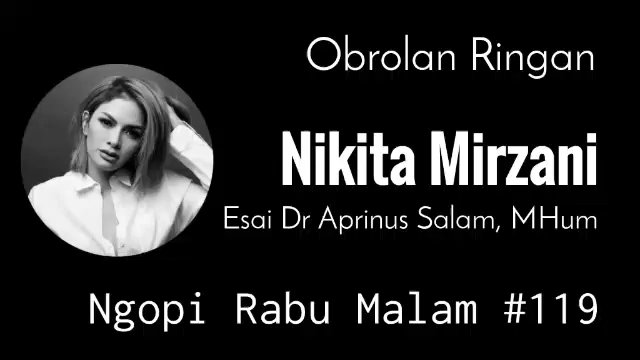 Obrolan Ringan
Nikita Mirzani
Esai Dr Aprinus Salam, MHum
Ngopi Rabu Malam #119